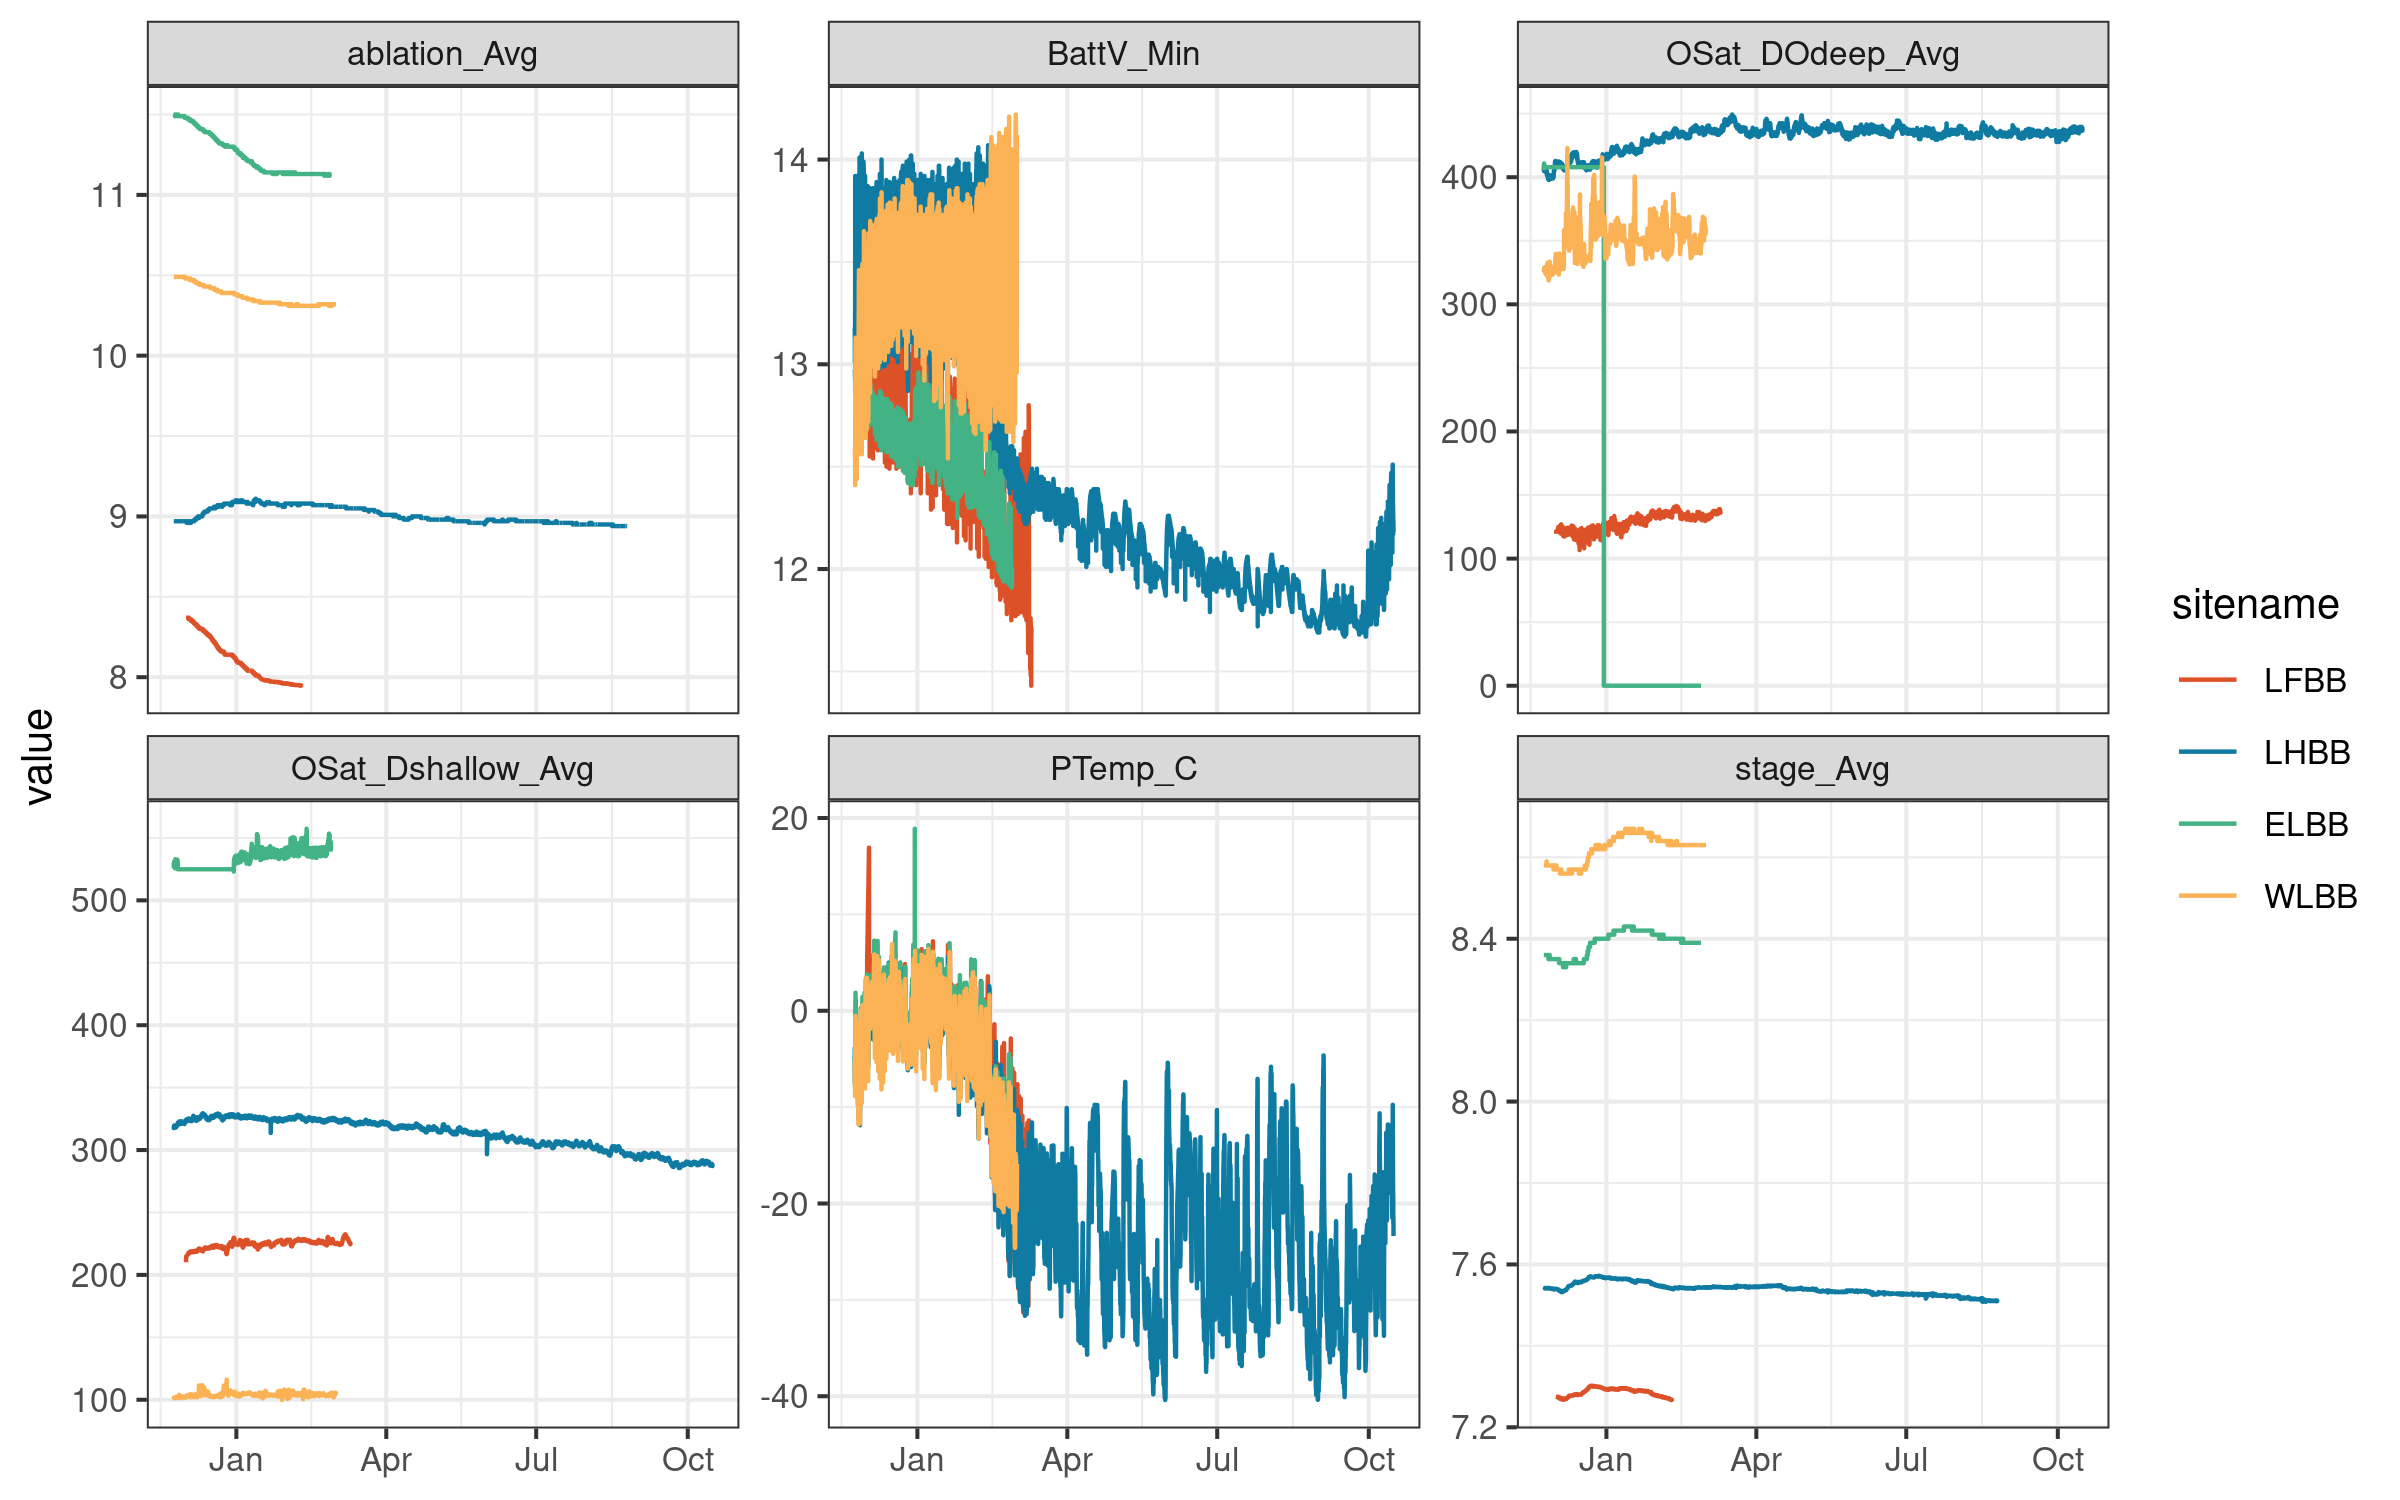 ablation_Avg
BattV_Min
OSat_DOdeep_Avg
11
10
9
8
14
13
12
400
300
200
100
0
value
OSat_Dshallow_Avg
PTemp_C
stage_Avg
500
400
300
200
100
20
0
-20
-40
8.4
8.0
7.6
7.2
Jan Apr Jul Oct
Jan Apr Jul Oct
Jan Apr Jul Oct
sitename
LFBB
LHBB
ELBB
WLBB